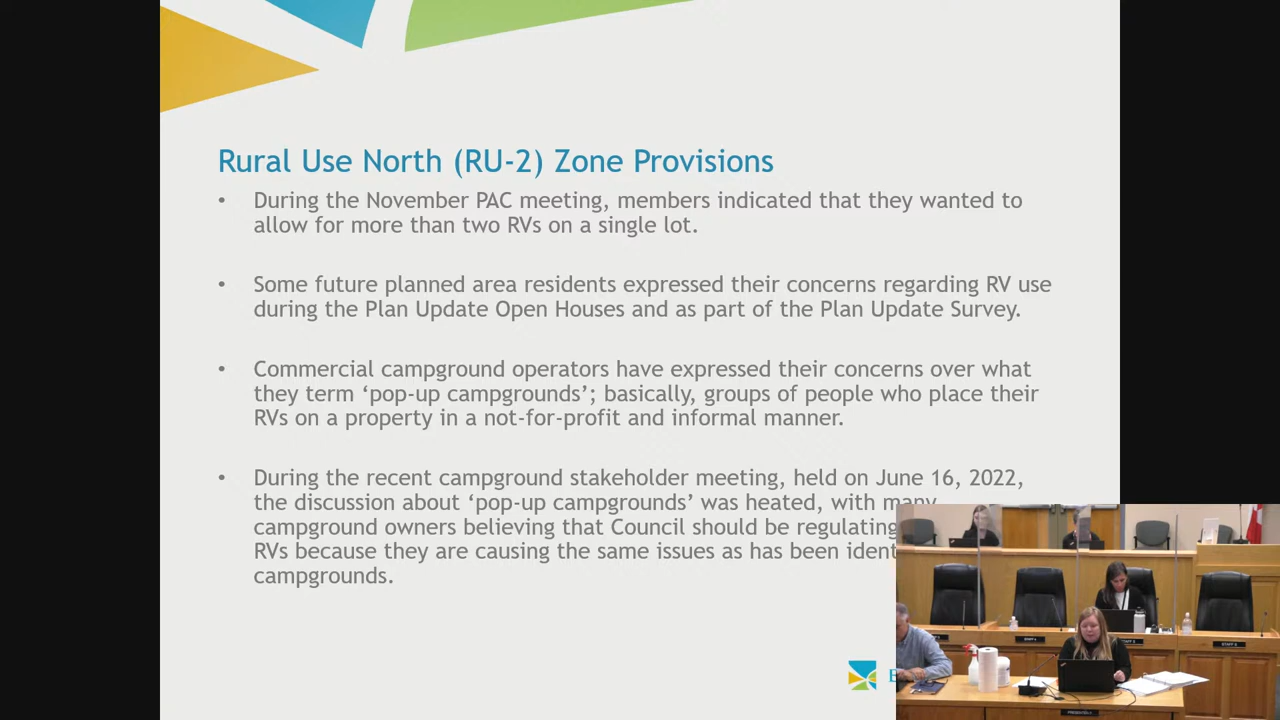 Rural Use North (RU-2) Zone Provisions
• During the November PAC meeting, members indicated that they wanted to
allow for more than two RVs on a single lot.
• Some future planned area residents expressed their concerns regarding RV use
during the Plan Update Open Houses and as part of the Plan Update Survey.
• Commercial campground operators have expressed their concerns over what
they term ‘pop-up campgrounds’; basically, groups of people who place their
RVs on a property in a not-for-profit and informal manner.
• During the recent campground stakeholder meeting, held on June 16, 2022,
the discussion about ‘pop-up campgrounds’ was heated, with many
campground owners believing that Council should be regulating
RVs because they are causing the same issues as has been ident
campgrounds.